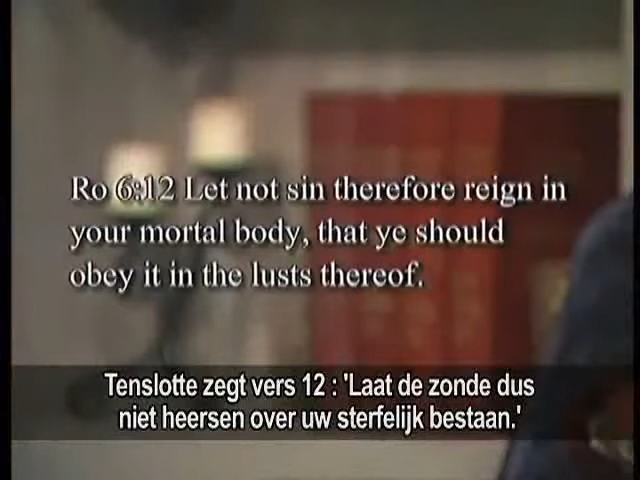 Ro 6:12 Let not sin therefore reign in
your mortal body, that ye should
obey it in the lusts thereof.
Tenslotte zegt vers 12 : 'Laat de zonde dus
niet heersen over uw sterfelijk bestaan.'